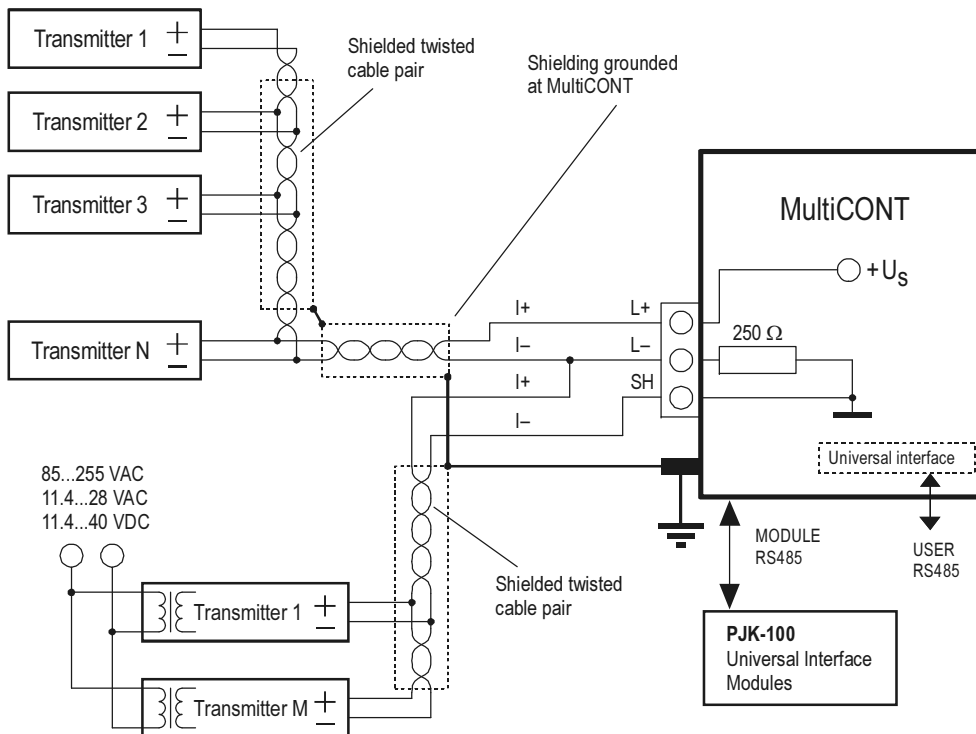 Transmitter 1
+
–
Shielded twisted
cable pair
Shielding grounded
at MultiCONT
Transmitter 2
+
–
Transmitter 3
+
–
MultiCONT
+US
I+
L+
250 Ω
Transmitter N
+
–
I–
L–
I+
SH
I–
Universal interface
85...255 VAC
11.4...28 VAC
11.4...40 VDC
MODULE
RS485
USER
RS485
Shielded twisted
cable pair
Transmitter 1
+
–
PJK-100
Universal Interface
Modules
Transmitter M
+
–